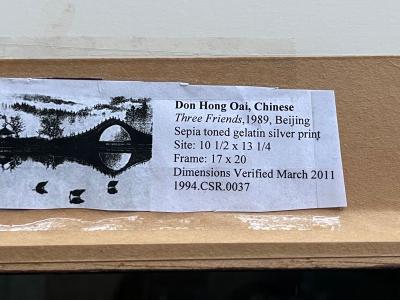 Don Hong Oai, Chinese
Three Friends,1989, Beijing
Sepia toned gelatin silver print
Site: 10 1/2 x 13 1/4
Frame: 17 x 20
Dimensions Verified March 2011
1994.CSR.0037